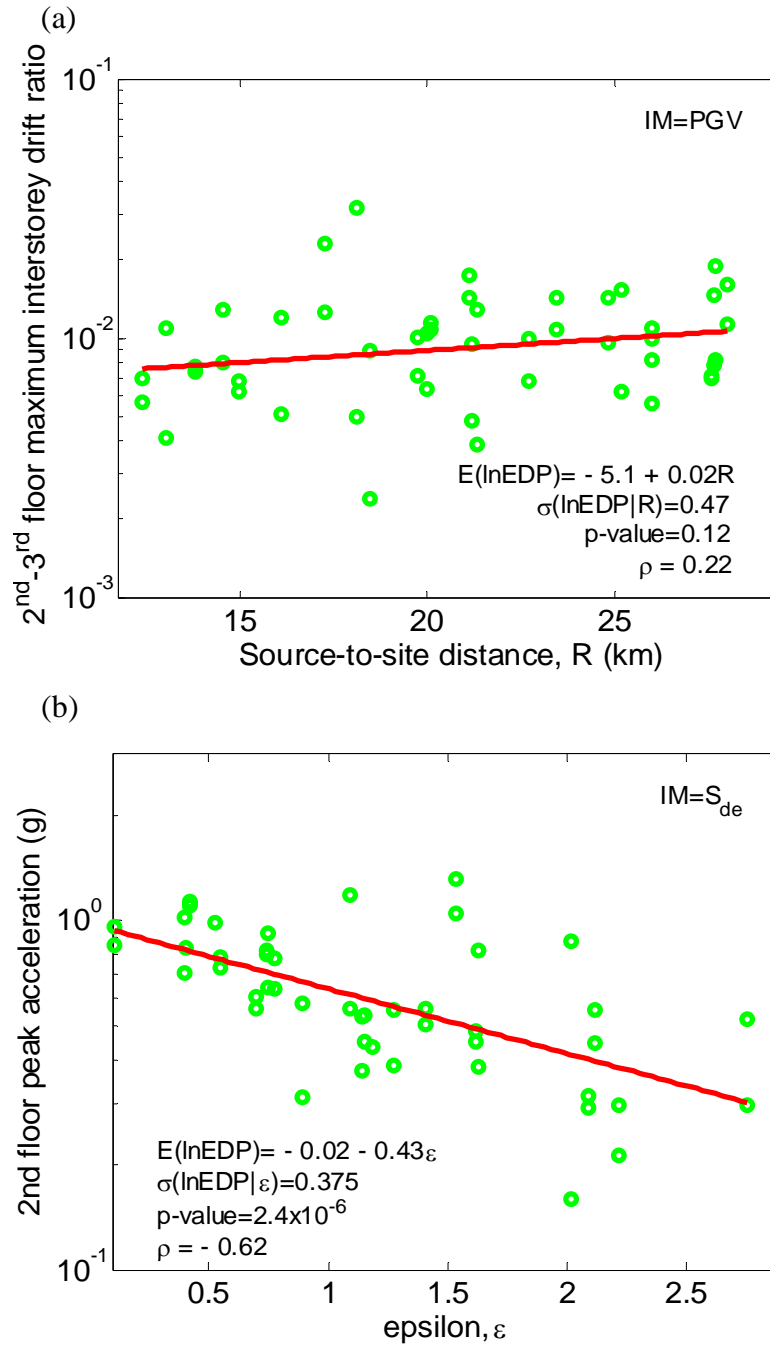 (a)
10⁻¹
IM=PGV
2ⁿᵈ-3ʳᵈ floor maximum interstorey drift ratio
10⁻²
E(lnEDP)= - 5.1 + 0.02R
σ(lnEDP|R)=0.47
p-value=0.12
ρ = 0.22
10⁻³
15 20 25
Source-to-site distance, R (km)
(b)
IM=S_de
2nd floor peak acceleration (g)
10⁰
E(lnEDP)= - 0.02 - 0.43ε
σ(lnEDP|ε)=0.375
p-value=2.4x10⁻⁶
ρ = - 0.62
10⁻¹
0.5 1 1.5 2 2.5
epsilon, ε